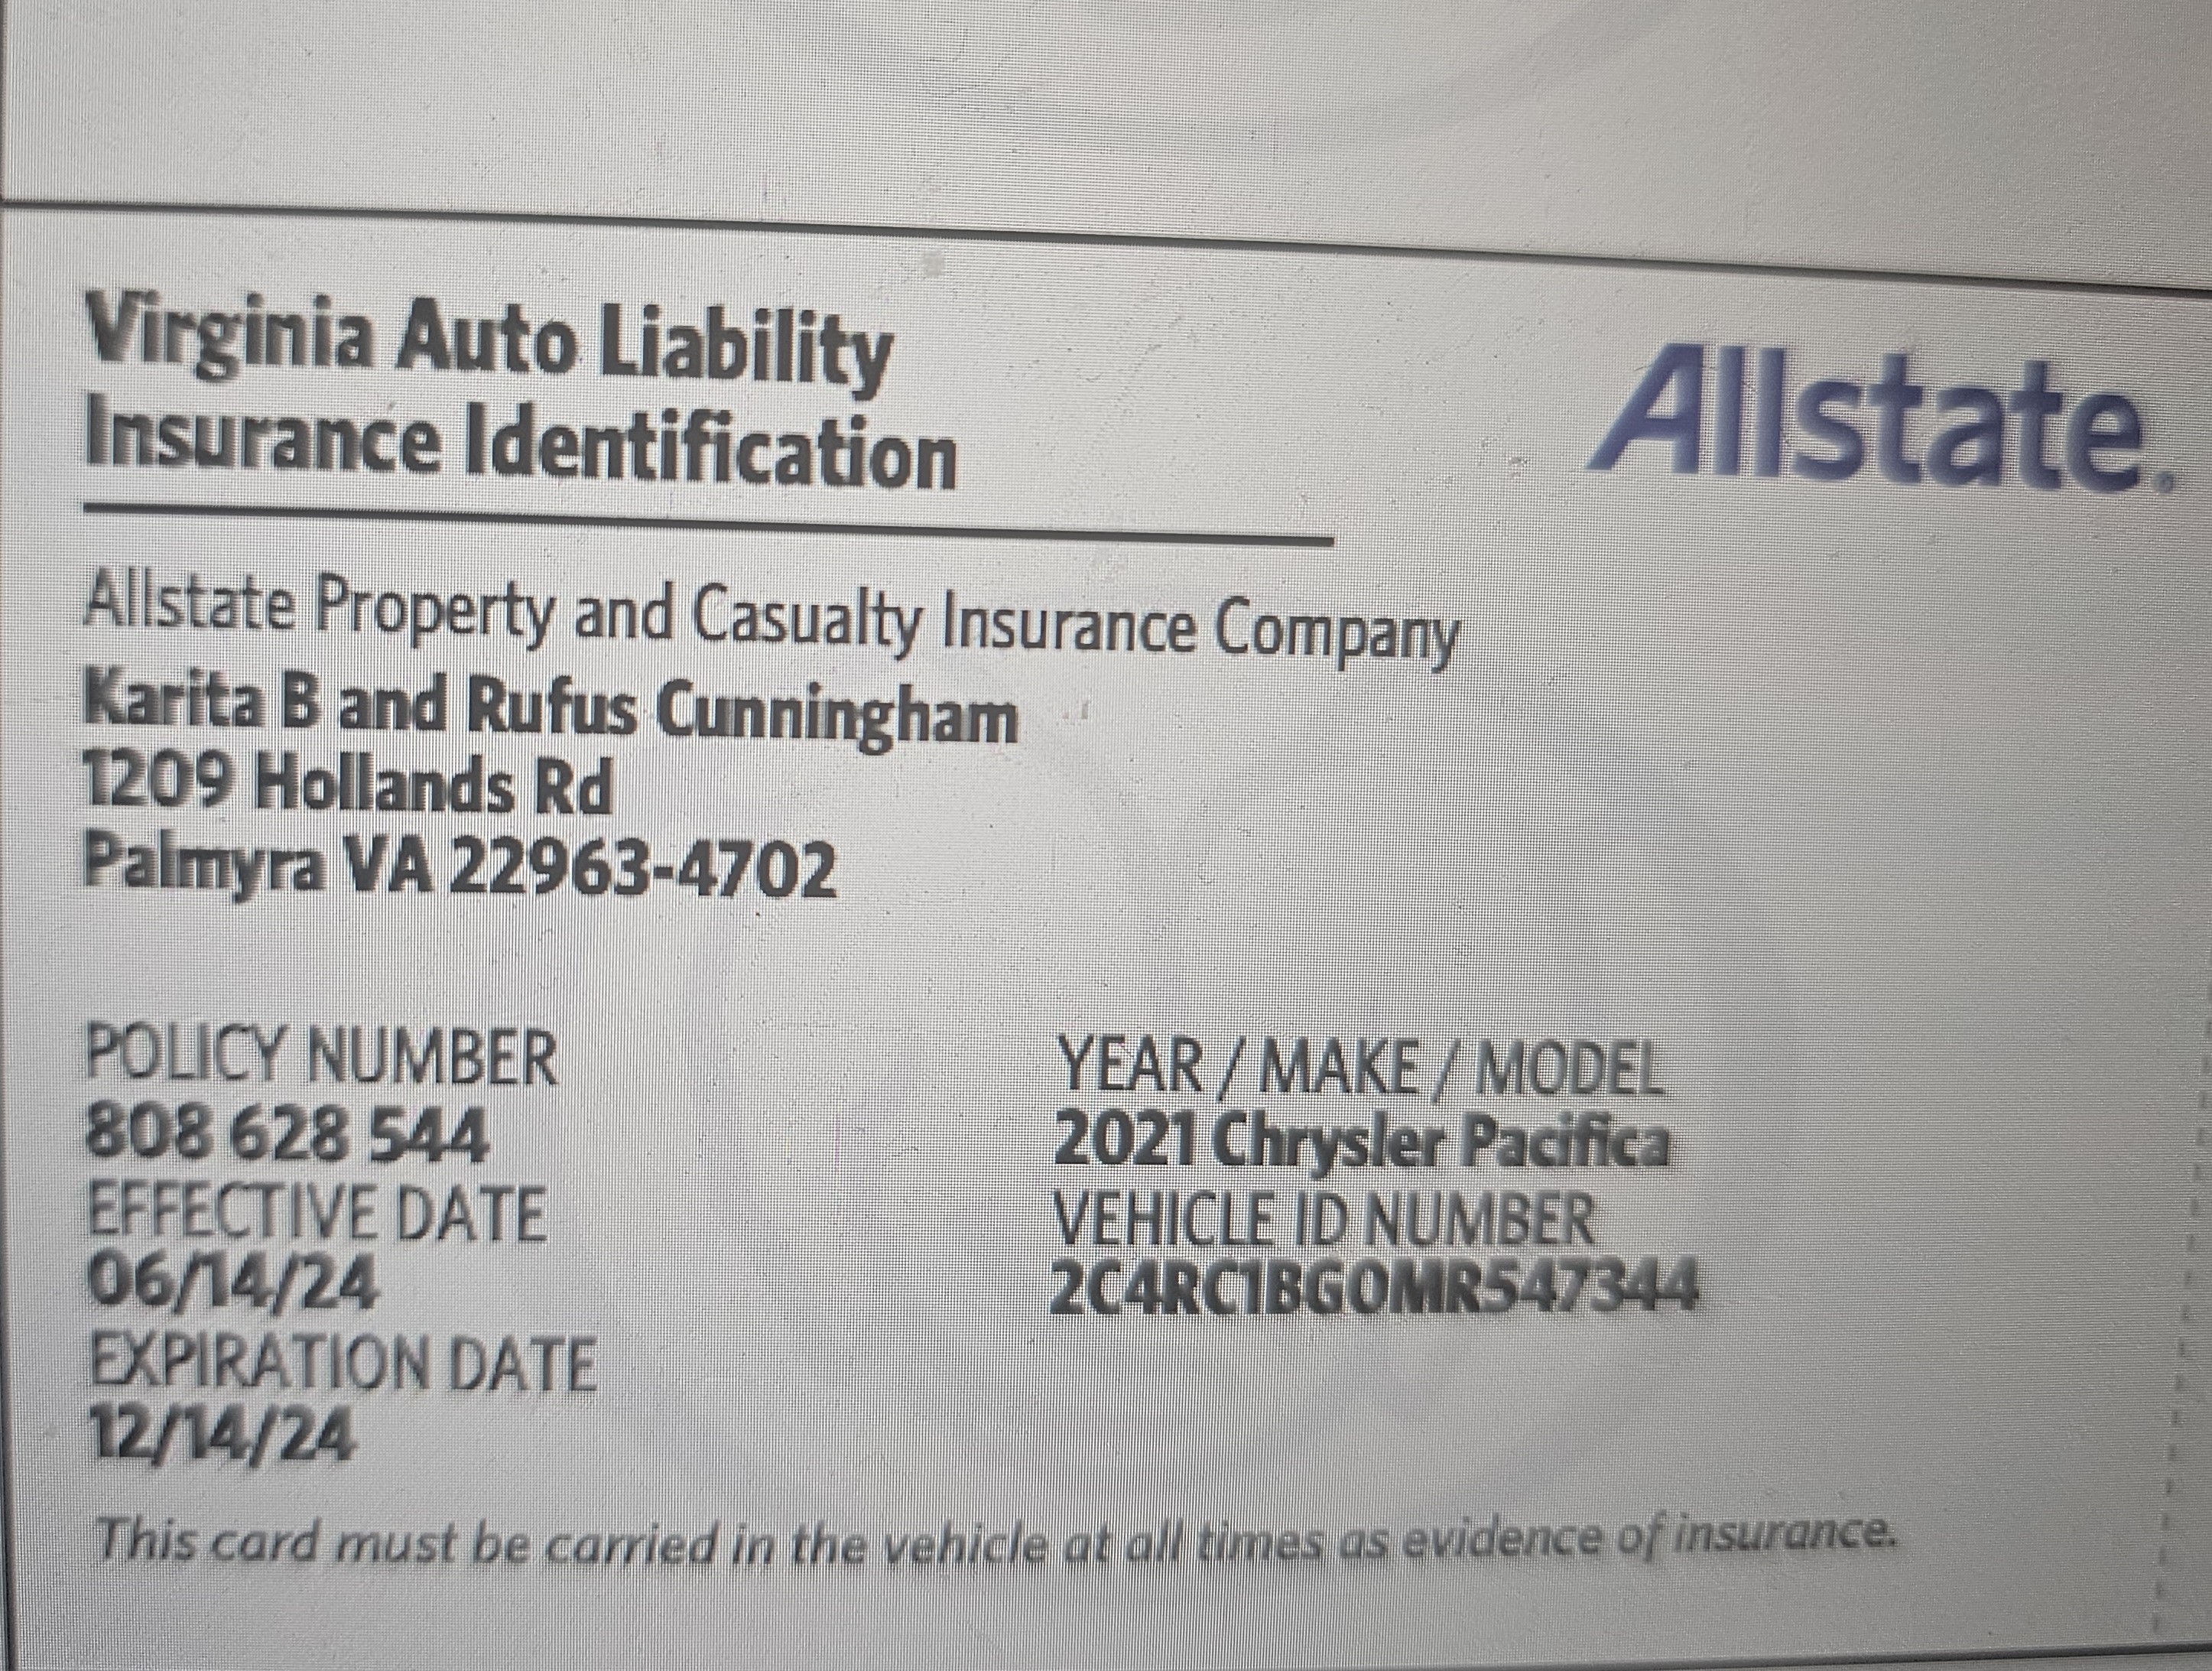 Virginia Auto Liability
Insurance Identification
Allstate.
Allstate Property and Casualty Insurance Company
Karita B and Rufus Cunningham
1209 Hollands Rd
Palmyra VA 22963-4702
POLICY NUMBER
808 628 544
EFFECTIVE DATE
06/14/24
EXPIRATION DATE
12/14/24
YEAR / MAKE / MODEL
2021 Chrysler Pacifica
VEHICLE ID NUMBER
2C4RC1BG0MR547344
This card must be carried in the vehicle at all times as evidence of insurance.